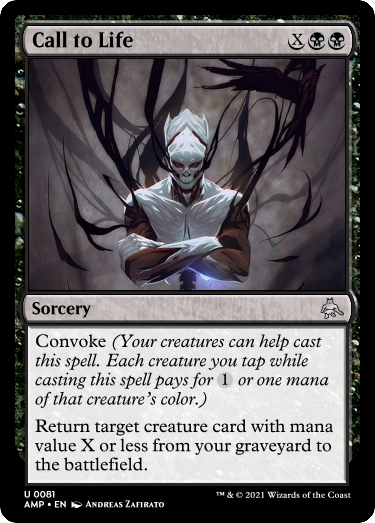 Call to Life X
Sorcery
Convoke (Your creatures can help cast
this spell. Each creature you tap while
casting this spell pays for 1 or one mana
of that creature's color.)
Return target creature card with mana
value X or less from your graveyard to
the battlefield.
U 0081
AMP • EN ANDREAS ZAFIRATO
™ & © 2021 Wizards of the Coast